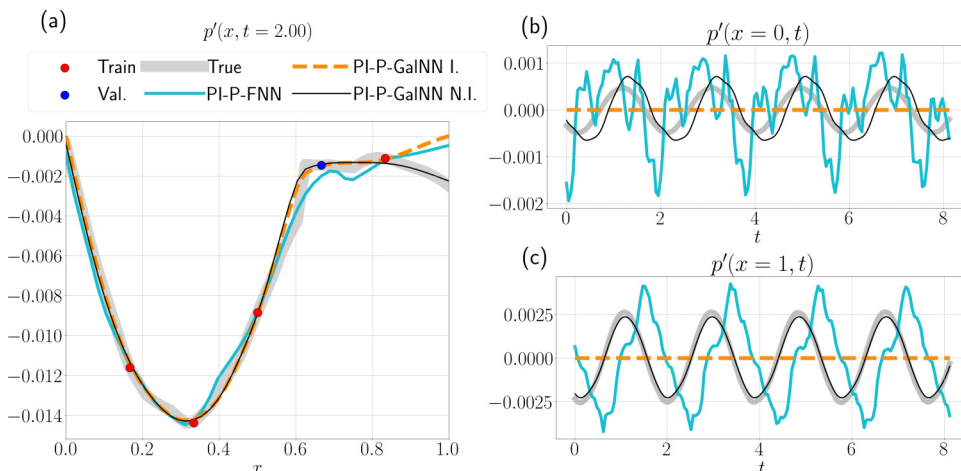 (a)
p′(x, t = 2.00)
Train True PI-P-GalNN I.
Val. PI-P-FNN PI-P-GalNN N.I.
0.000
−0.002
−0.004
−0.006
−0.008
−0.010
−0.012
−0.014
0.0 0.2 0.4 0.6 0.8 1.0
x
(b)
p′(x = 0, t)
0.001
0.000
−0.001
−0.002
0 2 4 6 8
t
(c)
p′(x = 1, t)
0.0025
0.0000
−0.0025
0 2 4 6 8
t